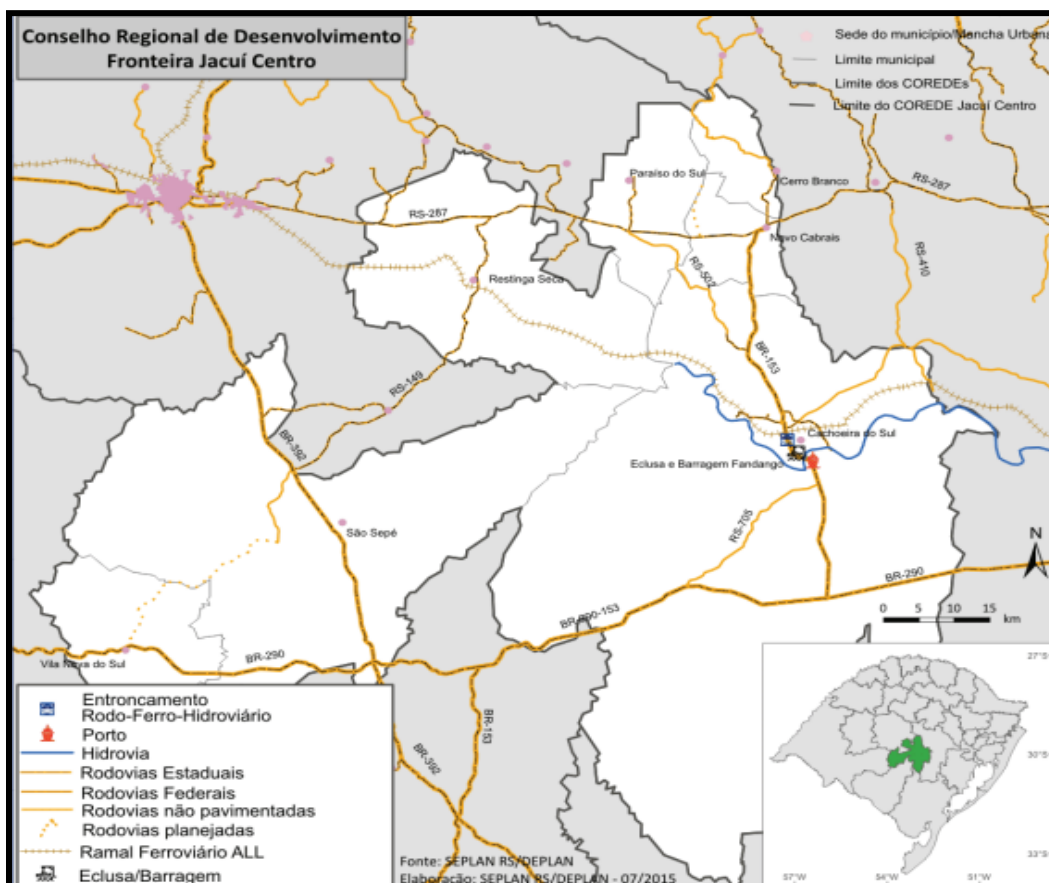 Conselho Regional de Desenvolvimento
Fronteira Jacuí Centro
Sede do município/Mancha Urbana
Limite municipal
Limite dos COREDEs
Limite do COREDE Jacuí Centro
Paraíso do Sul
Cerro Branco
RS-287
RS-287
Novo Cabrais
RS-410
RS-502
Restinga Seca
BR-153
RS-149
Cachoeira do Sul
BR-392
Eclusa e Barragem Fandango
São Sepé
RS-705
N
BR-290
0 5 10 15
km
BR-290-153
Vila Nova do Sul
BR-290
BR-153
BR-392
Entroncamento
Rodo-Ferro-Hidroviário
Porto
Hidrovia
Rodovias Estaduais
Rodovias Federais
Rodovias não pavimentadas
Rodovias planejadas
Ramal Ferroviário ALL
Eclusa/Barragem
Fonte: SEPLAN RS/DEPLAN
Elaboração: SEPLAN RS/DEPLAN - 07/2015
27°S
30°S
33°S
57°W
54°W
51°W